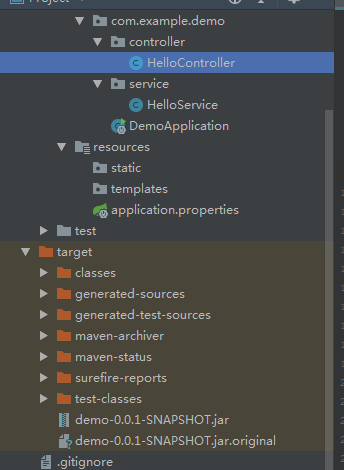 Project
com.example.demo
controller
HelloController
service
HelloService
DemoApplication
resources
static
templates
application.properties
test
target
classes
generated-sources
generated-test-sources
maven-archiver
maven-status
surefire-reports
test-classes
demo-0.0.1-SNAPSHOT.jar
demo-0.0.1-SNAPSHOT.jar.original
.gitignore